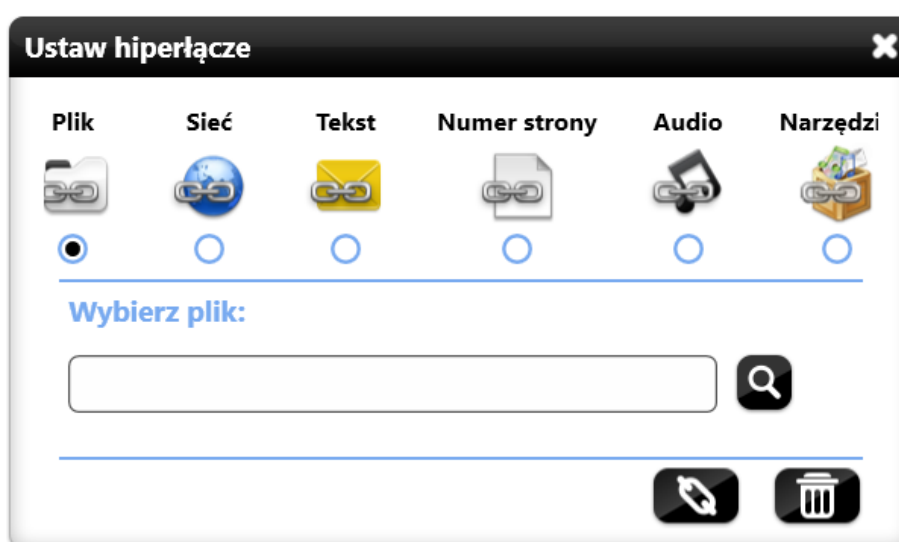 Ustaw hiperłącze
Plik Sieć Tekst Numer strony Audio Narzędzi
Wybierz plik: